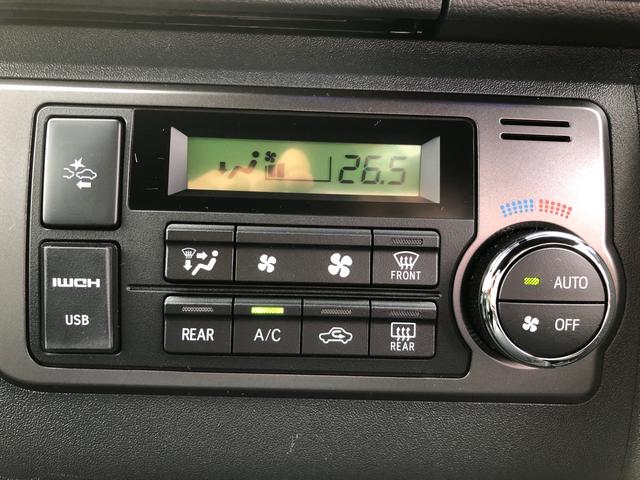 26.5
FRONT
HDMI
USB
REAR
A/C
REAR
AUTO
OFF